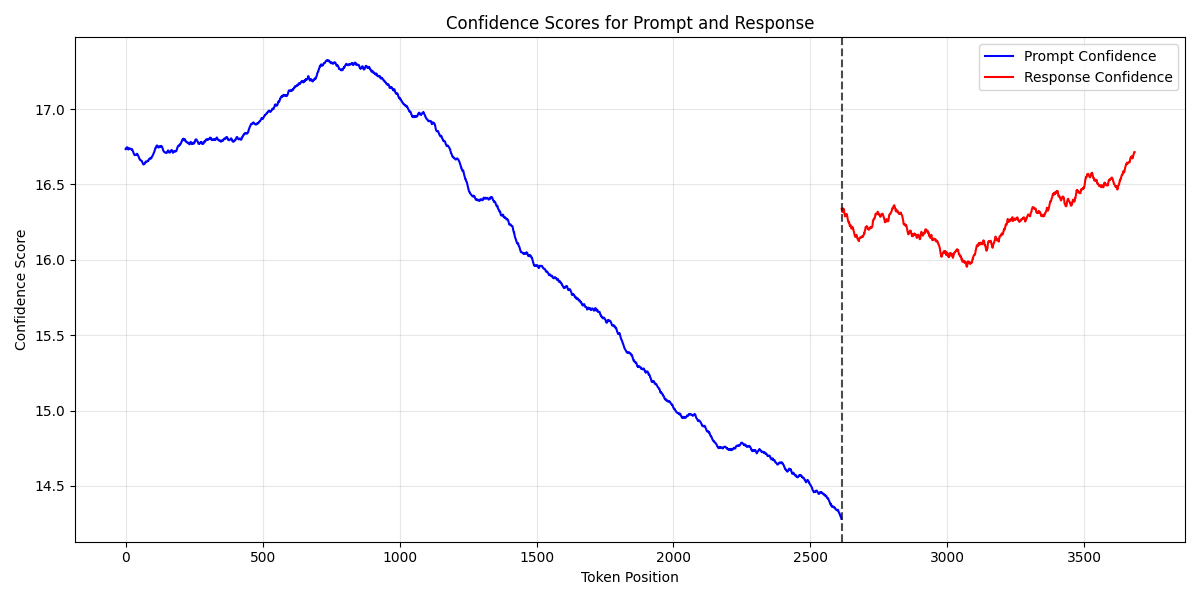 Confidence Scores for Prompt and Response
Prompt Confidence
Response Confidence
Confidence Score
17.0
16.5
16.0
15.5
15.0
14.5
0 500 1000 1500 2000 2500 3000 3500
Token Position